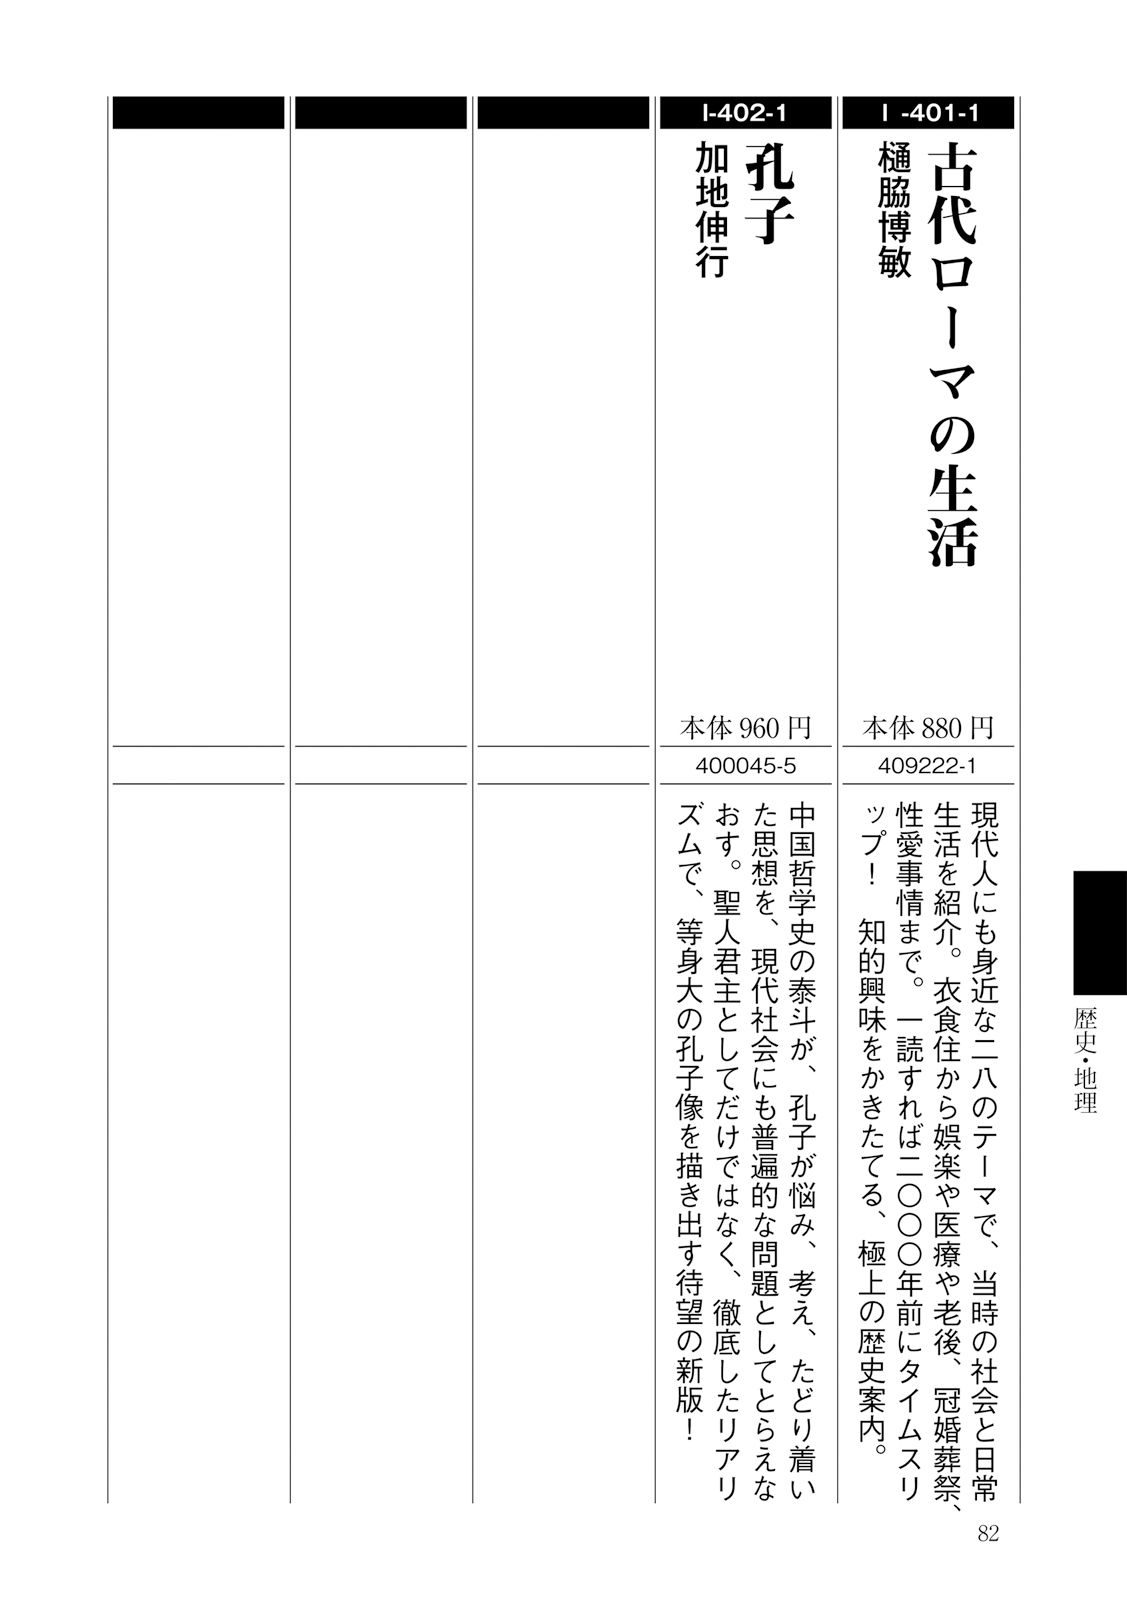 I-401-1
古代ローマの生活
樋脇博敏
本体 880 円
409222-1
現代人にも身近な二八のテーマで、当時の社会と日常
生活を紹介。衣食住から娯楽や医療や老後、冠婚葬祭、
性愛事情まで。一読すれば二〇〇〇年前にタイムスリ
ップ！　知的興味をかきたてる、極上の歴史案内。
I-402-1
孔子
加地伸行
本体 960 円
400045-5
中国哲学史の泰斗が、孔子が悩み、考え、たどり着い
た思想を、現代社会にも普遍的な問題としてとらえな
おす。聖人君主としてだけではなく、徹底したリアリ
ズムで、等身大の孔子像を描き出す待望の新版！
歴史・地理
82